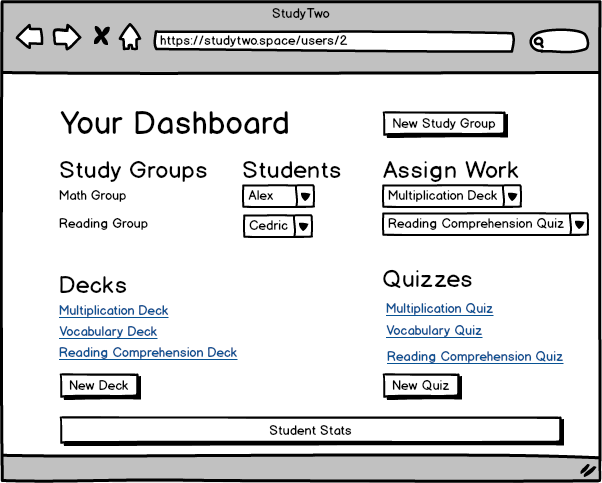 StudyTwo
https://studytwo.space/users/2
Your Dashboard
New Study Group
Study Groups Students Assign Work
Math Group Alex Multiplication Deck
Reading Group Cedric Reading Comprehension Quiz
Decks Quizzes
Multiplication Deck Multiplication Quiz
Vocabulary Deck Vocabulary Quiz
Reading Comprehension Deck Reading Comprehension Quiz
New Deck New Quiz
Student Stats